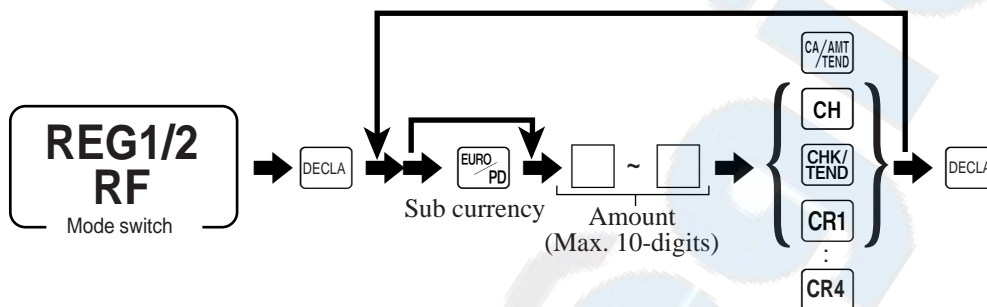 REG1/2
RF
Mode switch
DECLA
EURO/PD
Sub currency
~
Amount
(Max. 10-digits)
CA/AMT
/TEND
CH
CHK/
TEND
CR1
:
CR4
DECLA